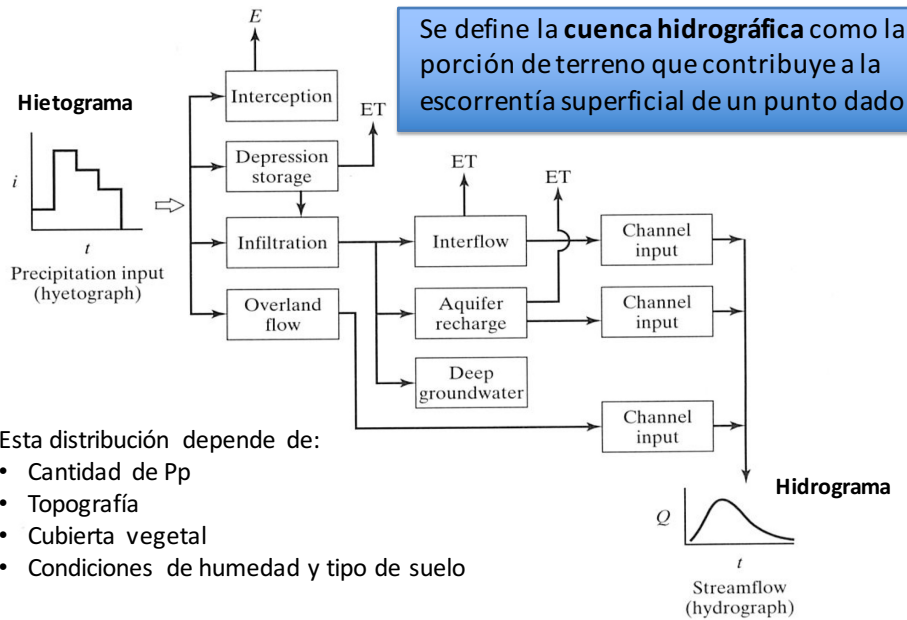 Se define la cuenca hidrográfica como la
porción de terreno que contribuye a la
escorrentía superficial de un punto dado
Hietograma
i
t
Precipitation input
(hyetograph)
E
Interception
ET
Depression
storage
Infiltration
Overland
flow
ET
ET
Interflow
Aquifer
recharge
Deep
groundwater
Channel
input
Channel
input
Channel
input
Esta distribución depende de:
• Cantidad de Pp
• Topografía
• Cubierta vegetal
• Condiciones de humedad y tipo de suelo
Hidrograma
Q
t
Streamflow
(hydrograph)